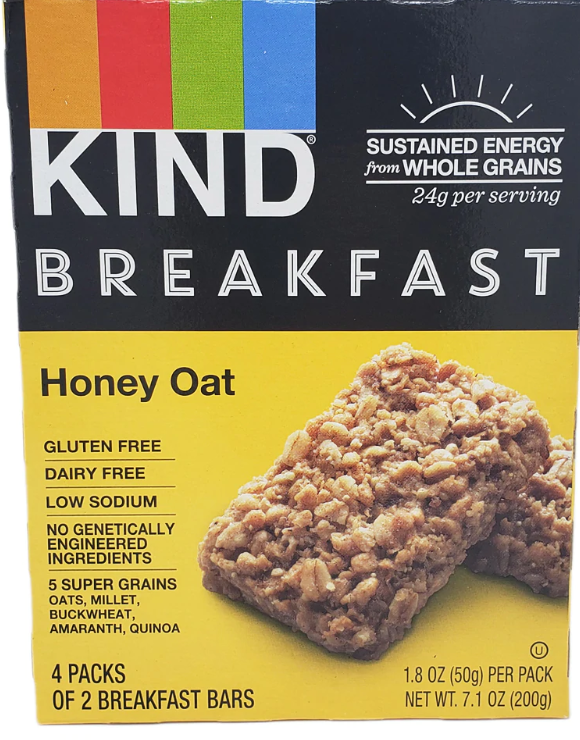 KIND®
SUSTAINED ENERGY
from WHOLE GRAINS
24g per serving
BREAKFAST
Honey Oat
GLUTEN FREE
DAIRY FREE
LOW SODIUM
NO GENETICALLY
ENGINEERED
INGREDIENTS
5 SUPER GRAINS
OATS, MILLET,
BUCKWHEAT,
AMARANTH, QUINOA
4 PACKS
OF 2 BREAKFAST BARS
U
1.8 OZ (50g) PER PACK
NET WT. 7.1 OZ (200g)